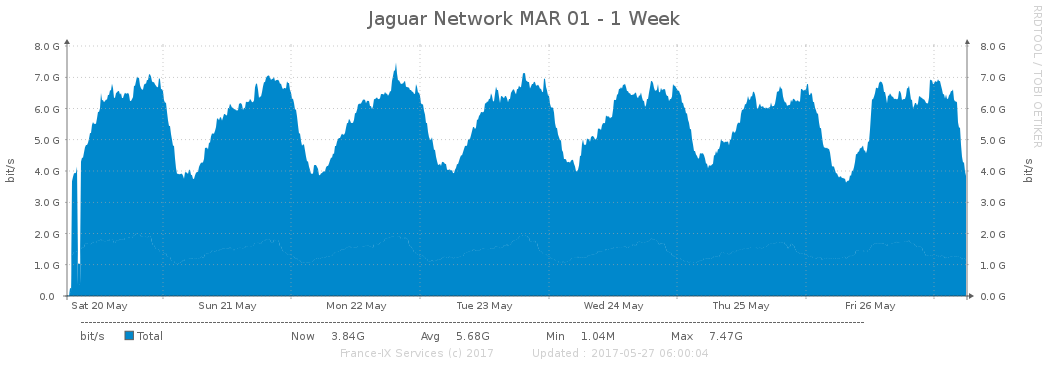 Jaguar Network MAR 01 - 1 Week
RRDTOOL / TOBI OETIKER
bit/s
8.0 G 8.0 G
7.0 G 7.0 G
6.0 G 6.0 G
5.0 G 5.0 G
4.0 G 4.0 G
3.0 G 3.0 G
2.0 G 2.0 G
1.0 G 1.0 G
0.0 0.0 G
bit/s
Sat 20 May Sun 21 May Mon 22 May Tue 23 May Wed 24 May Thu 25 May Fri 26 May
bit/s Total Now 3.84G Avg 5.68G Min 1.04M Max 7.47G
France-IX Services (c) 2017 Updated : 2017-05-27 06:00:04